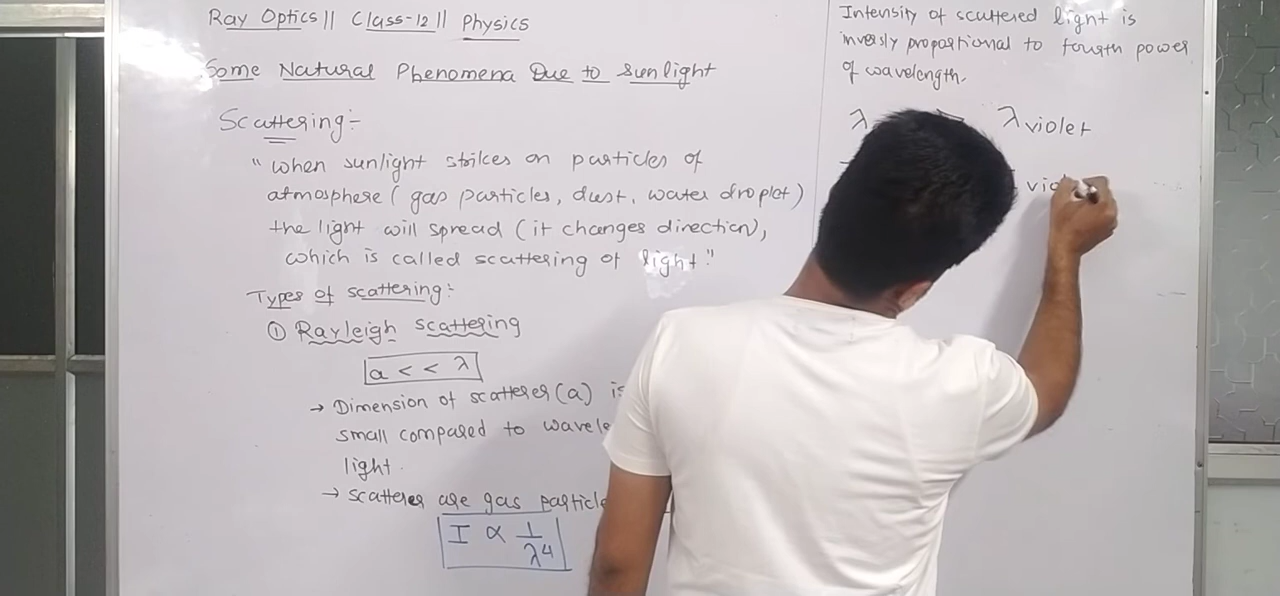 Ray Optics || Class-12 || Physics
Some Natural Phenomena Due to Sunlight
Scattering:-
"when sunlight strikes on particles of
atmosphere (gas particles, dust, water droplet)
the light will spread (it changes direction),
which is called scattering of light"
Types of scattering:
① Rayleigh scattering
a < < λ
→ Dimension of scatterer (a) is
small compared to wavele
light.
→ scatterer are gas particle
I ∝ 1/λ⁴
Intensity of scattered light is
inversly propostional to fourth power
of wavelength.
λ > λviolet
vio